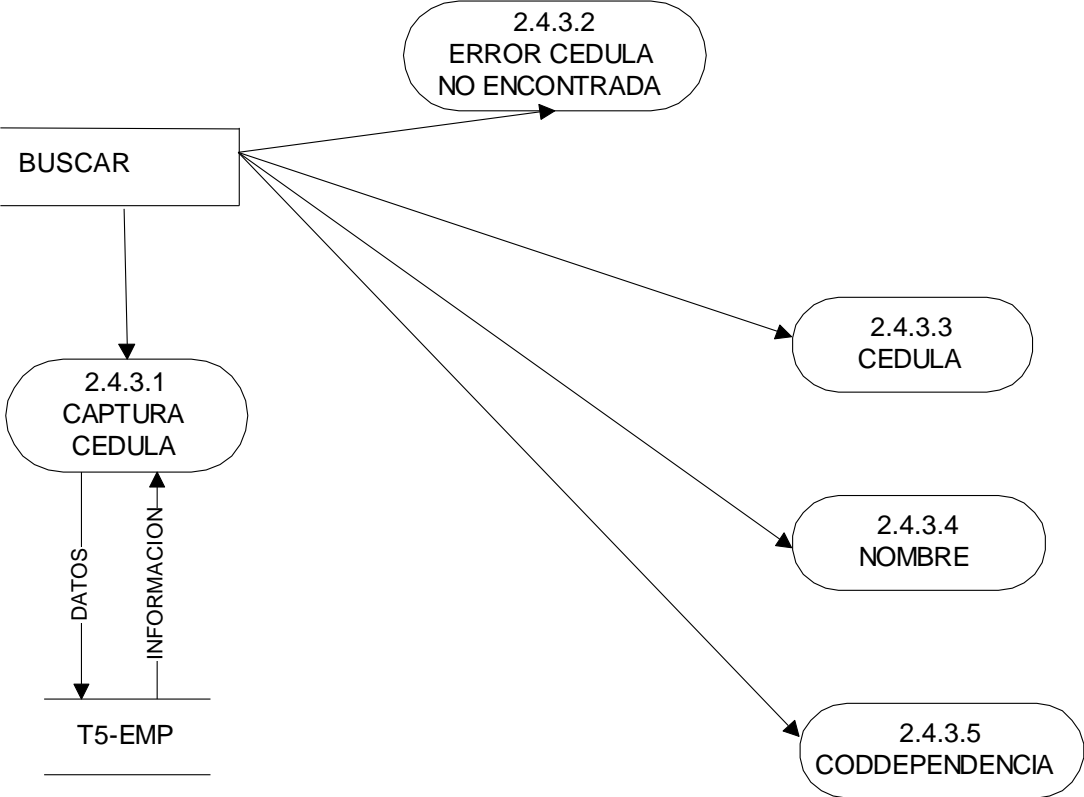 2.4.3.2
ERROR CEDULA
NO ENCONTRADA
BUSCAR
2.4.3.3
CEDULA
2.4.3.1
CAPTURA
CEDULA
2.4.3.4
NOMBRE
DATOS
INFORMACION
2.4.3.5
CODDEPENDENCIA
T5-EMP